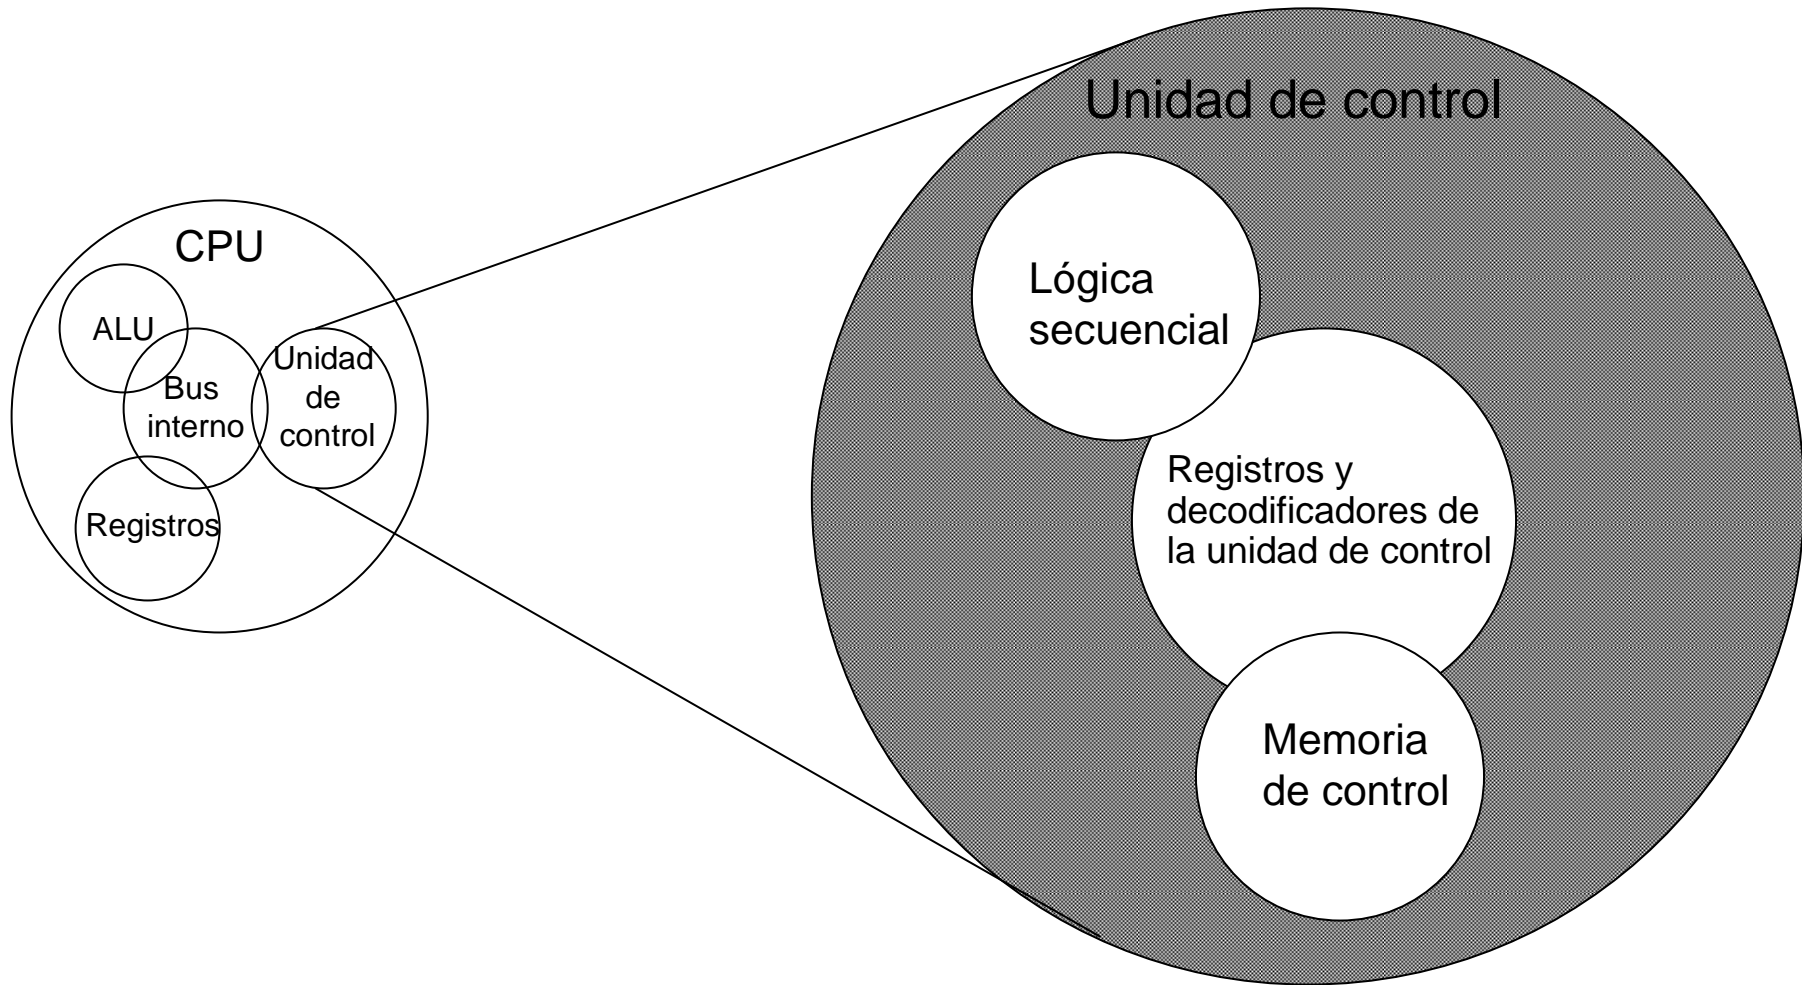 CPU
ALU
Bus
interno
Unidad
de
control
Registros
Unidad de control
Lógica
secuencial
Registros y
decodificadores de
la unidad de control
Memoria
de control